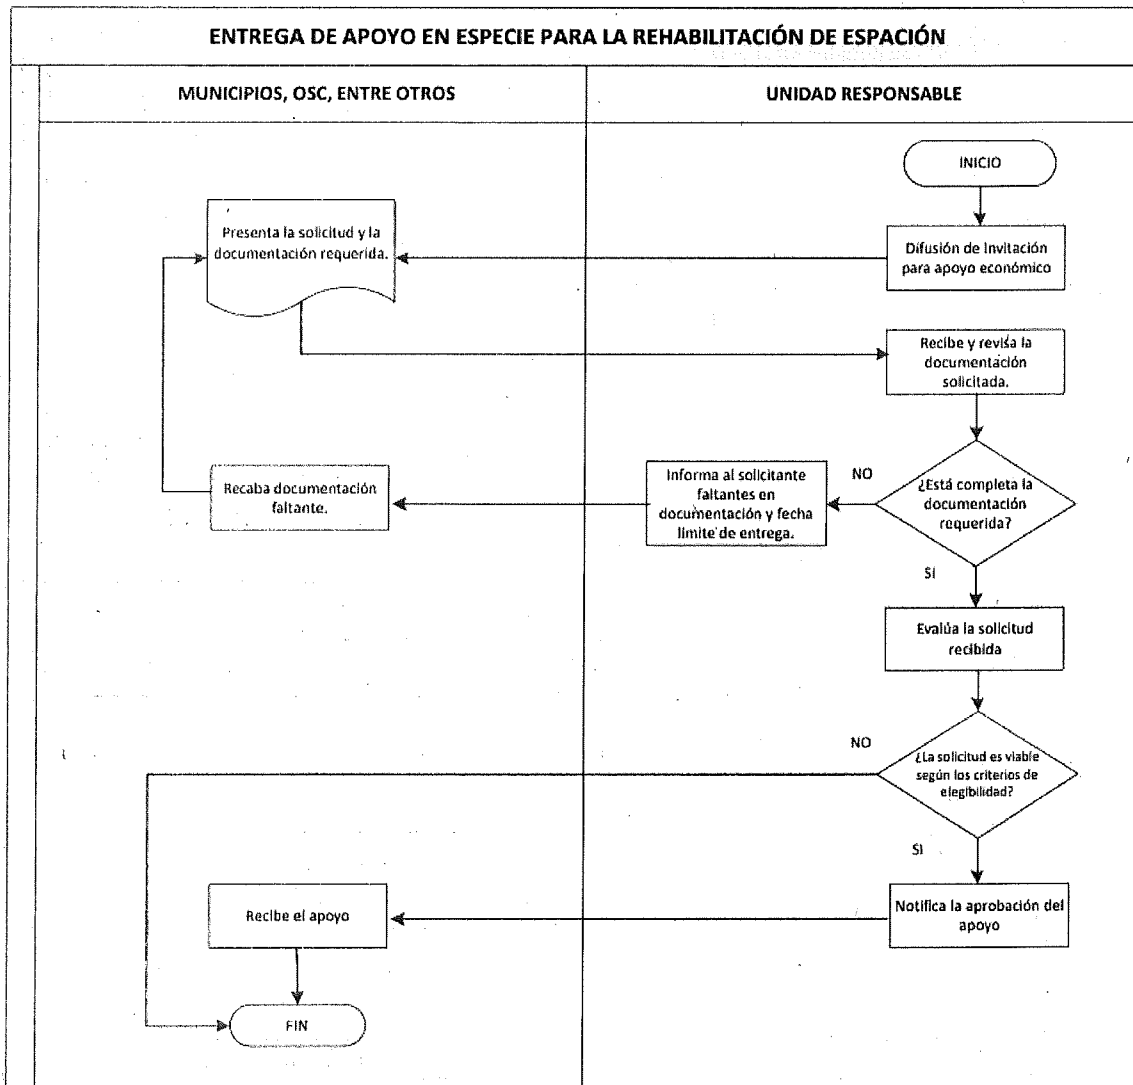 ENTREGA DE APOYO EN ESPECIE PARA LA REHABILITACIÓN DE ESPACIÓN
MUNICIPIOS, OSC, ENTRE OTROS
UNIDAD RESPONSABLE
INICIO
Difusión de Invitación
para apoyo económico
Presenta la solicitud y la
documentación requerida.
Recibe y revisa la
documentación
solicitada.
¿Está completa la
documentación
requerida?
NO
Informa al solicitante
faltantes en
documentación y fecha
límite de entrega.
Recaba documentación
faltante.
SI
Evalúa la solicitud
recibida
¿La solicitud es viable
según los criterios de
elegibilidad?
NO
SI
Notifica la aprobación del
apoyo
Recibe el apoyo
FIN